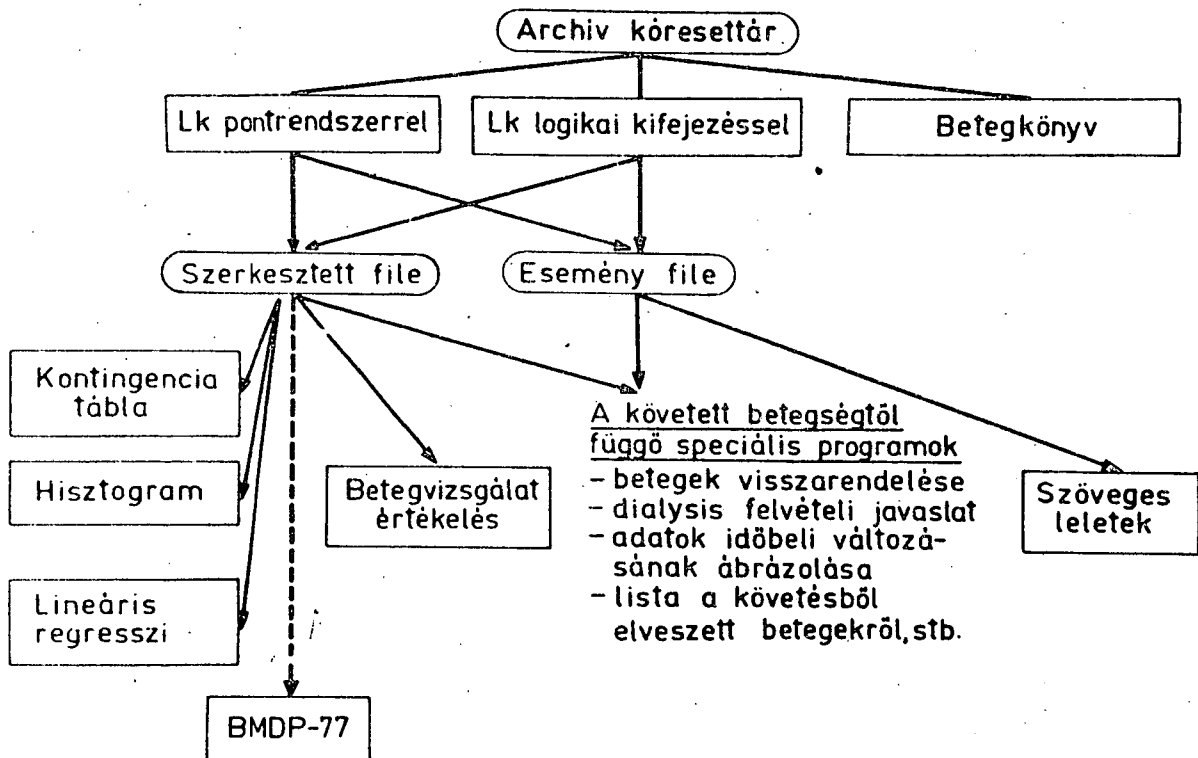 Archiv kóresettár
Lk pontrendszerrel
Lk logikai kifejezéssel
Betegkönyv
Szerkesztett file
Esemény file
Kontingencia
tábla
Hisztogram
Lineáris
regresszi
BMDP-77
Betegvizsgálat
értékelés
A követett betegségtől
függő speciális programok
- betegek visszarendelése
- dialysis felvételi javaslat
- adatok időbeli változá-
sának ábrázolása
- lista a követésből
elveszett betegekről, stb.
Szöveges
leletek